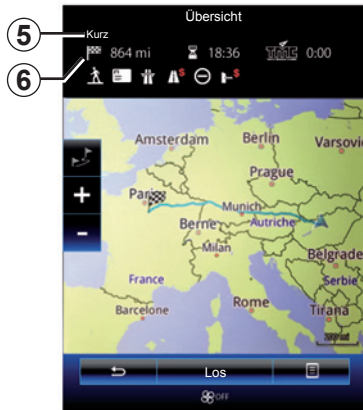 Übersicht
5
Kurz
6
864 mi
18:36
TMC 0:00
$ $
Amsterdam
Berlin
Varsovi
Prague
Paris
Munich
Berne
Autriche
Milan
Belgrade
France
Serbie
Barcelone
Rome
Tirana
+
-
Los
OFF